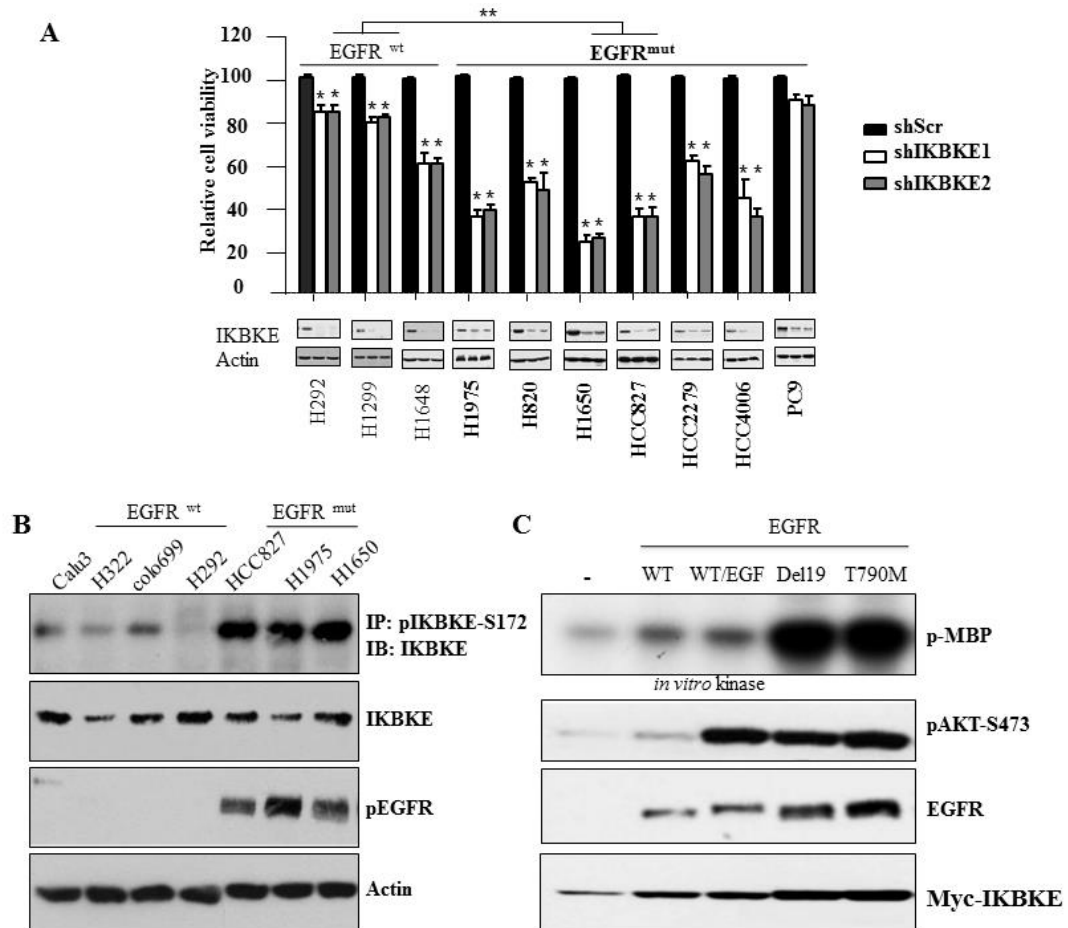 **
A
120
100
80
60
40
20
0
Relative cell viability
EGFR wt
EGFRmut
* *
* *
* *
* *
* *
* *
* *
* *
* *
shScr
shIKBKE1
shIKBKE2
IKBKE
Actin
H292
H1299
H1648
H1975
H820
H1650
HCC827
HCC2279
HCC4006
PC9
B
EGFR wt
EGFR mut
Calu3
H322
colo699
H292
HCC827
H1975
H1650
IP: pIKBKE-S172
IB: IKBKE
IKBKE
pEGFR
Actin
C
EGFR
- WT WT/EGF Del19 T790M
p-MBP
in vitro kinase
pAKT-S473
EGFR
Myc-IKBKE